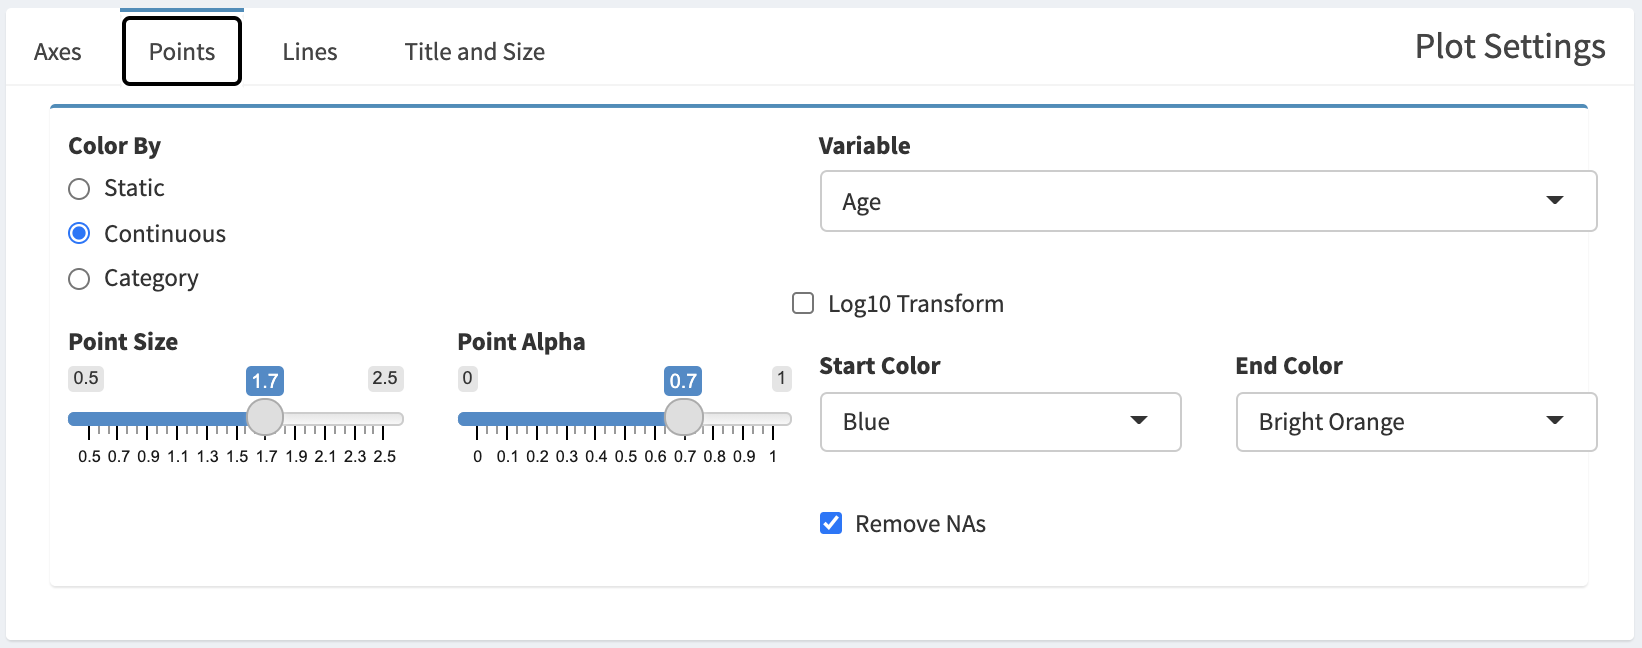 Axes Points Lines Title and Size Plot Settings
Color By
Static
Continuous
Category
Point Size
0.5 1.7 2.5
0.5 0.7 0.9 1.1 1.3 1.5 1.7 1.9 2.1 2.3 2.5
Point Alpha
0 0.7 1
0 0.1 0.2 0.3 0.4 0.5 0.6 0.7 0.8 0.9 1
Variable
Age
Log10 Transform
Start Color
Blue
End Color
Bright Orange
Remove NAs